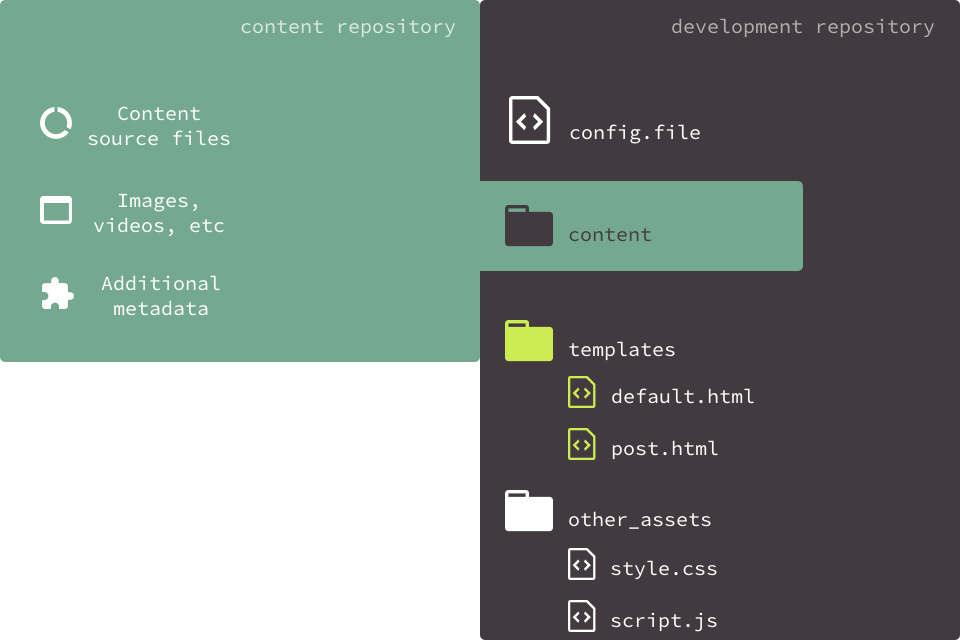 content repository
Content
source files
Images,
videos, etc
Additional
metadata
development repository
config.file
content
templates
default.html
post.html
other_assets
style.css
script.js